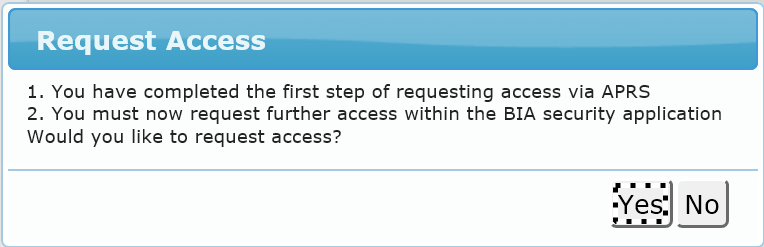 Request Access
1. You have completed the first step of requesting access via APRS
2. You must now request further access within the BIA security application
Would you like to request access?
Yes No